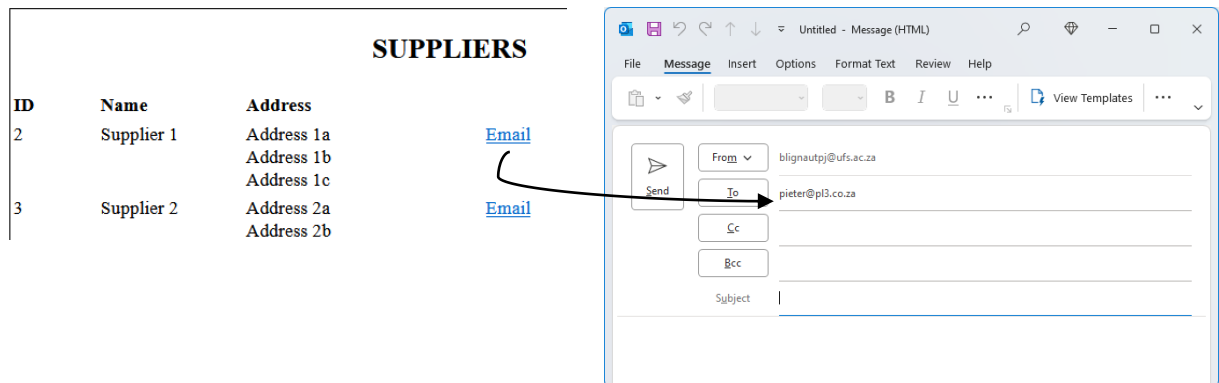 SUPPLIERS
ID Name Address
2 Supplier 1 Address 1a Email
Address 1b
Address 1c
3 Supplier 2 Address 2a Email
Address 2b
Untitled - Message (HTML)
File Message Insert Options Format Text Review Help
B I U ... View Templates ...
Send
From blignautpj@ufs.ac.za
To pieter@pl3.co.za
Cc
Bcc
Subject